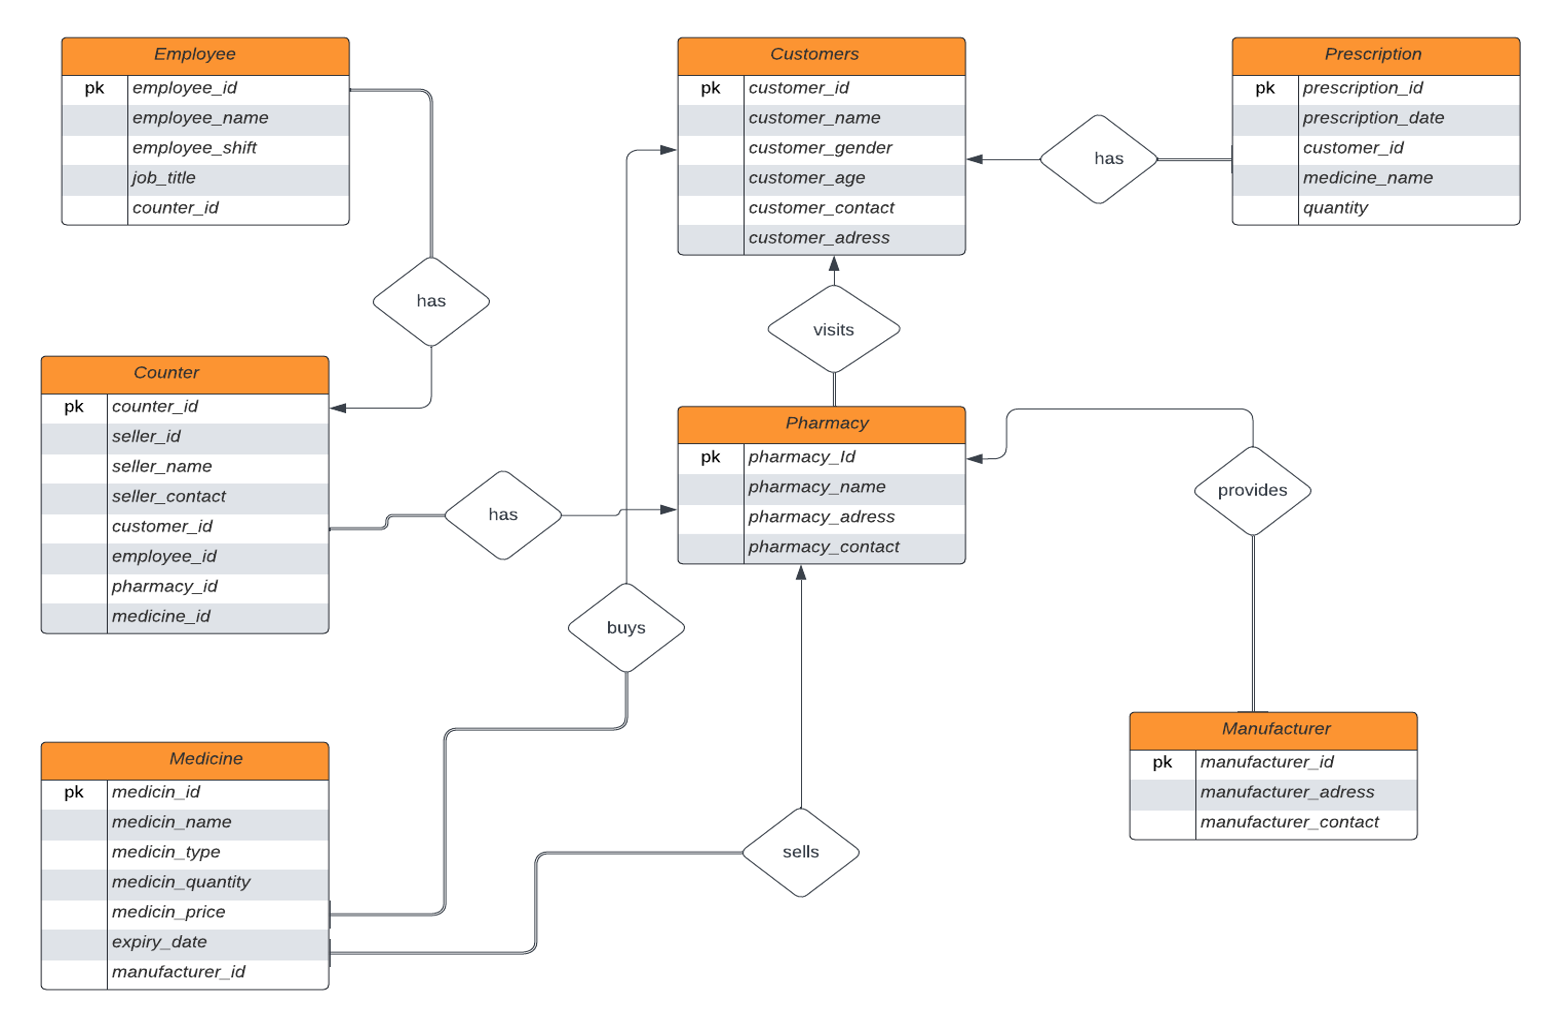 Employee
pk employee_id
employee_name
employee_shift
job_title
counter_id
Customers
pk customer_id
customer_name
customer_gender
customer_age
customer_contact
customer_adress
Prescription
pk prescription_id
prescription_date
customer_id
medicine_name
quantity
has
has
visits
Counter
pk counter_id
seller_id
seller_name
seller_contact
customer_id
employee_id
pharmacy_id
medicine_id
has
Pharmacy
pk pharmacy_Id
pharmacy_name
pharmacy_adress
pharmacy_contact
provides
buys
Medicine
pk medicin_id
medicin_name
medicin_type
medicin_quantity
medicin_price
expiry_date
manufacturer_id
sells
Manufacturer
pk manufacturer_id
manufacturer_adress
manufacturer_contact